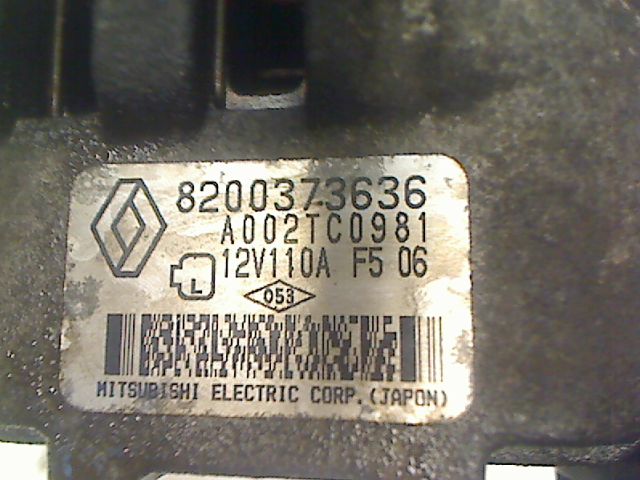 8200373636
A002TC0981
12V110A F5 06
L
053
MITSUBISHI ELECTRIC CORP. (JAPON)